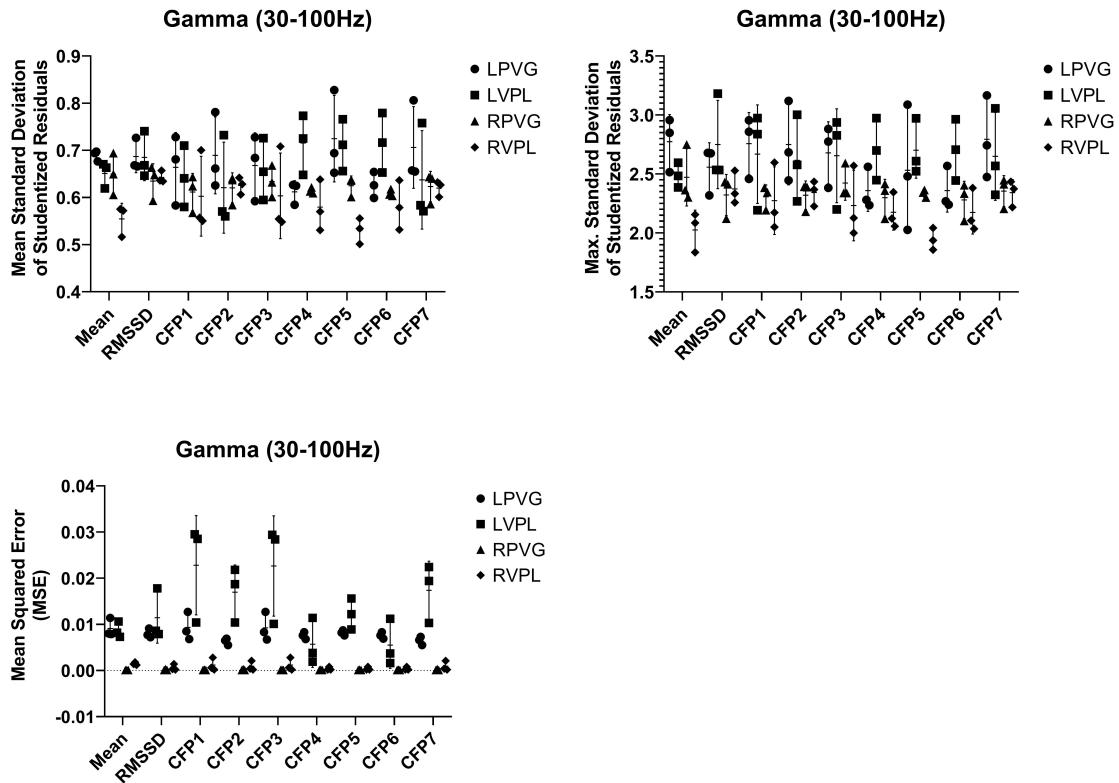 Gamma (30-100Hz)
Mean Standard Deviation
of Studentized Residuals
0.9
0.8
0.7
0.6
0.5
0.4
Mean
RMSSD
CFP1
CFP2
CFP3
CFP4
CFP5
CFP6
CFP7
LPVG
LVPL
RPVG
RVPL
Gamma (30-100Hz)
Max. Standard Deviation
of Studentized Residuals
3.5
3.0
2.5
2.0
1.5
Mean
RMSSD
CFP1
CFP2
CFP3
CFP4
CFP5
CFP6
CFP7
LPVG
LVPL
RPVG
RVPL
Gamma (30-100Hz)
Mean Squared Error
(MSE)
0.04
0.03
0.02
0.01
0.00
-0.01
Mean
RMSSD
CFP1
CFP2
CFP3
CFP4
CFP5
CFP6
CFP7
LPVG
LVPL
RPVG
RVPL